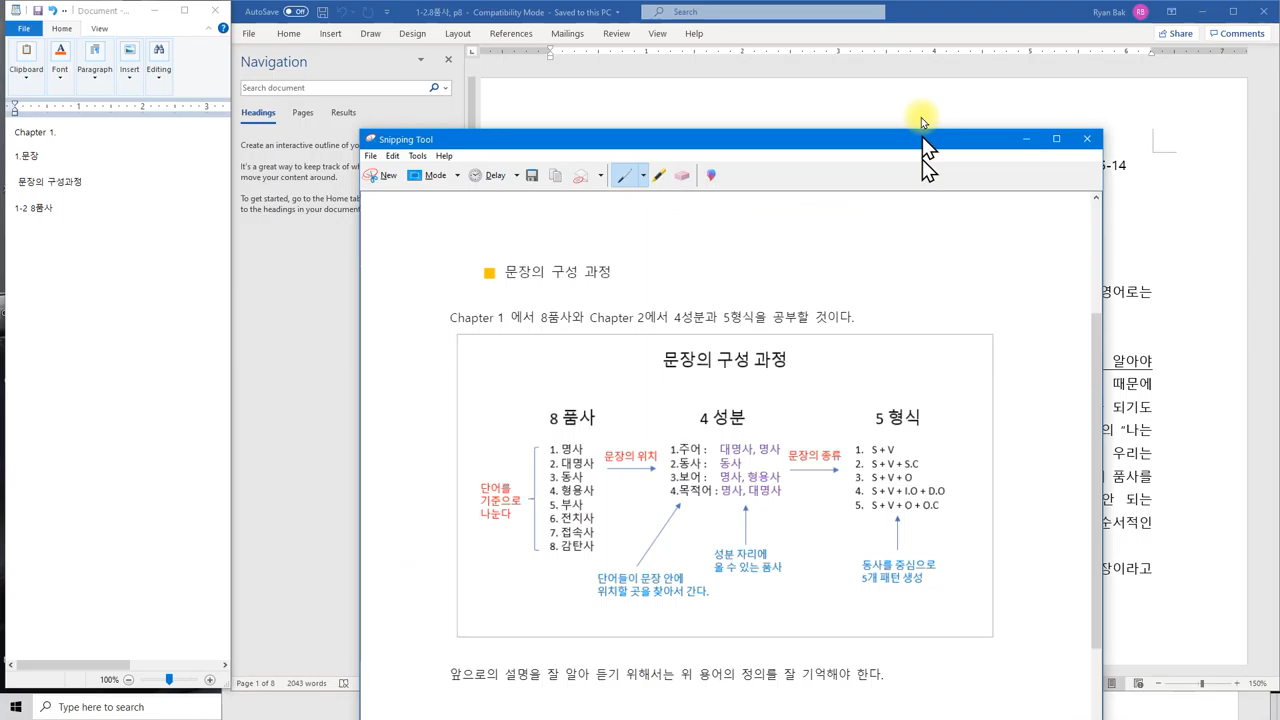 Document -...
File Home View
Clipboard Font Paragraph Insert Editing
1 2 3
Chapter 1.
1.문장
문장의 구성과정
1-2 8품사
100%
AutoSave Off 1-2.8품사, p8 - Compatibility Mode - Saved to this PC Search Ryan Bak RB
File Home Insert Draw Design Layout References Mailings Review View Help Share Comments
Navigation
Search document
Headings Pages Results
Create an interactive outline of yo
It's a great way to keep track of wh
move your content around.
To get started, go to the Home tab
to the headings in your document
1 2 3 4 5 6 7
-14
영어로는
알아야
때문에
되기도
의 "나는
우리는
품사를
안 되는
순서적인
장이라고
Snipping Tool
File Edit Tools Help
New Mode Delay
문장의 구성 과정
Chapter 1 에서 8품사와 Chapter 2에서 4성분과 5형식을 공부할 것이다.
문장의 구성 과정
8 품사 4 성분 5 형식
단어를
기준으로
나눈다
1. 명사
2. 대명사
3. 동사
4. 형용사
5. 부사
6. 전치사
7. 접속사
8. 감탄사
문장의 위치
1.주어 : 대명사, 명사
2.동사 : 동사
3.보어 : 명사, 형용사
4.목적어 : 명사, 대명사
문장의 종류
1. S + V
2. S + V + S.C
3. S + V + O
4. S + V + I.O + D.O
5. S + V + O + O.C
단어들이 문장 안에
위치할 곳을 찾아서 간다.
성분 자리에
올 수 있는 품사
동사를 중심으로
5개 패턴 생성
앞으로의 설명을 잘 알아 듣기 위해서는 위 용어의 정의를 잘 기억해야 한다.
Page 1 of 8 2043 words 150%
Type here to search